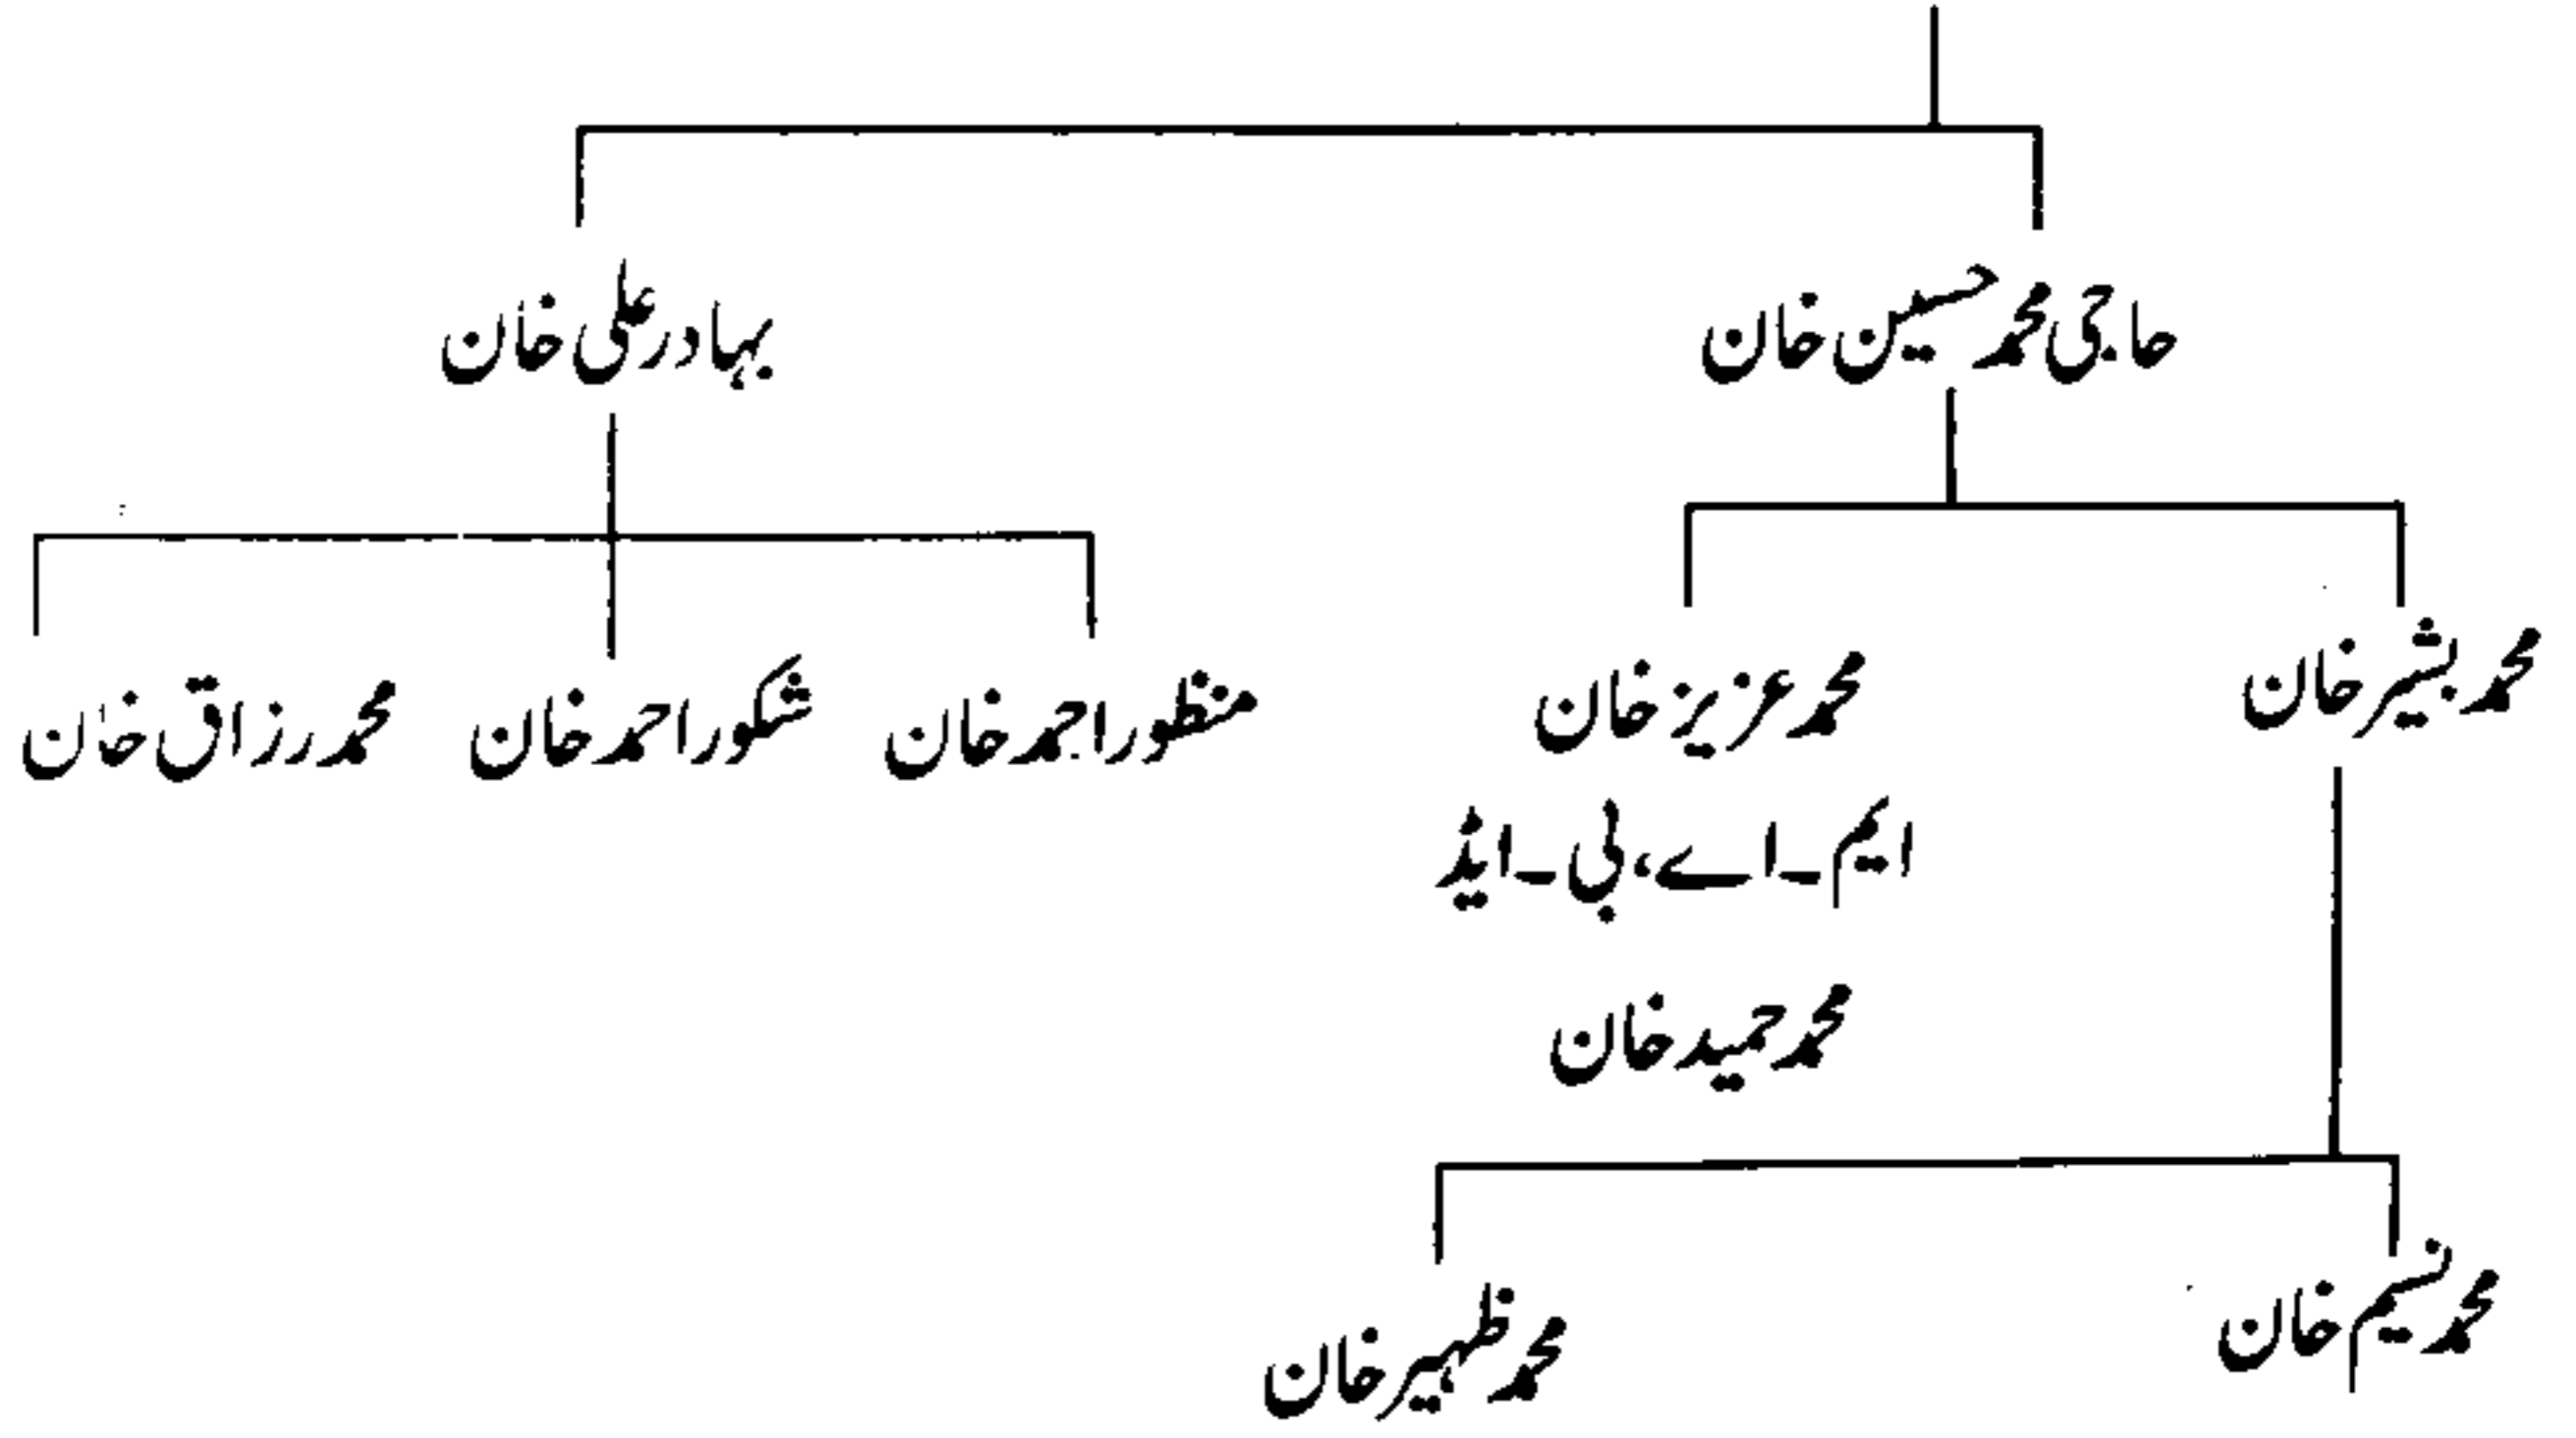 حاجی محمد حسین خان بہادر علی خان
محمد بشیر خان محمد عزیز خان منظور احمد خان شکور احمد خان محمد رزاق خان
ایم۔اے، بی۔ایڈ
محمد حمید خان
محمد نسیم خان محمد ظہیر خان